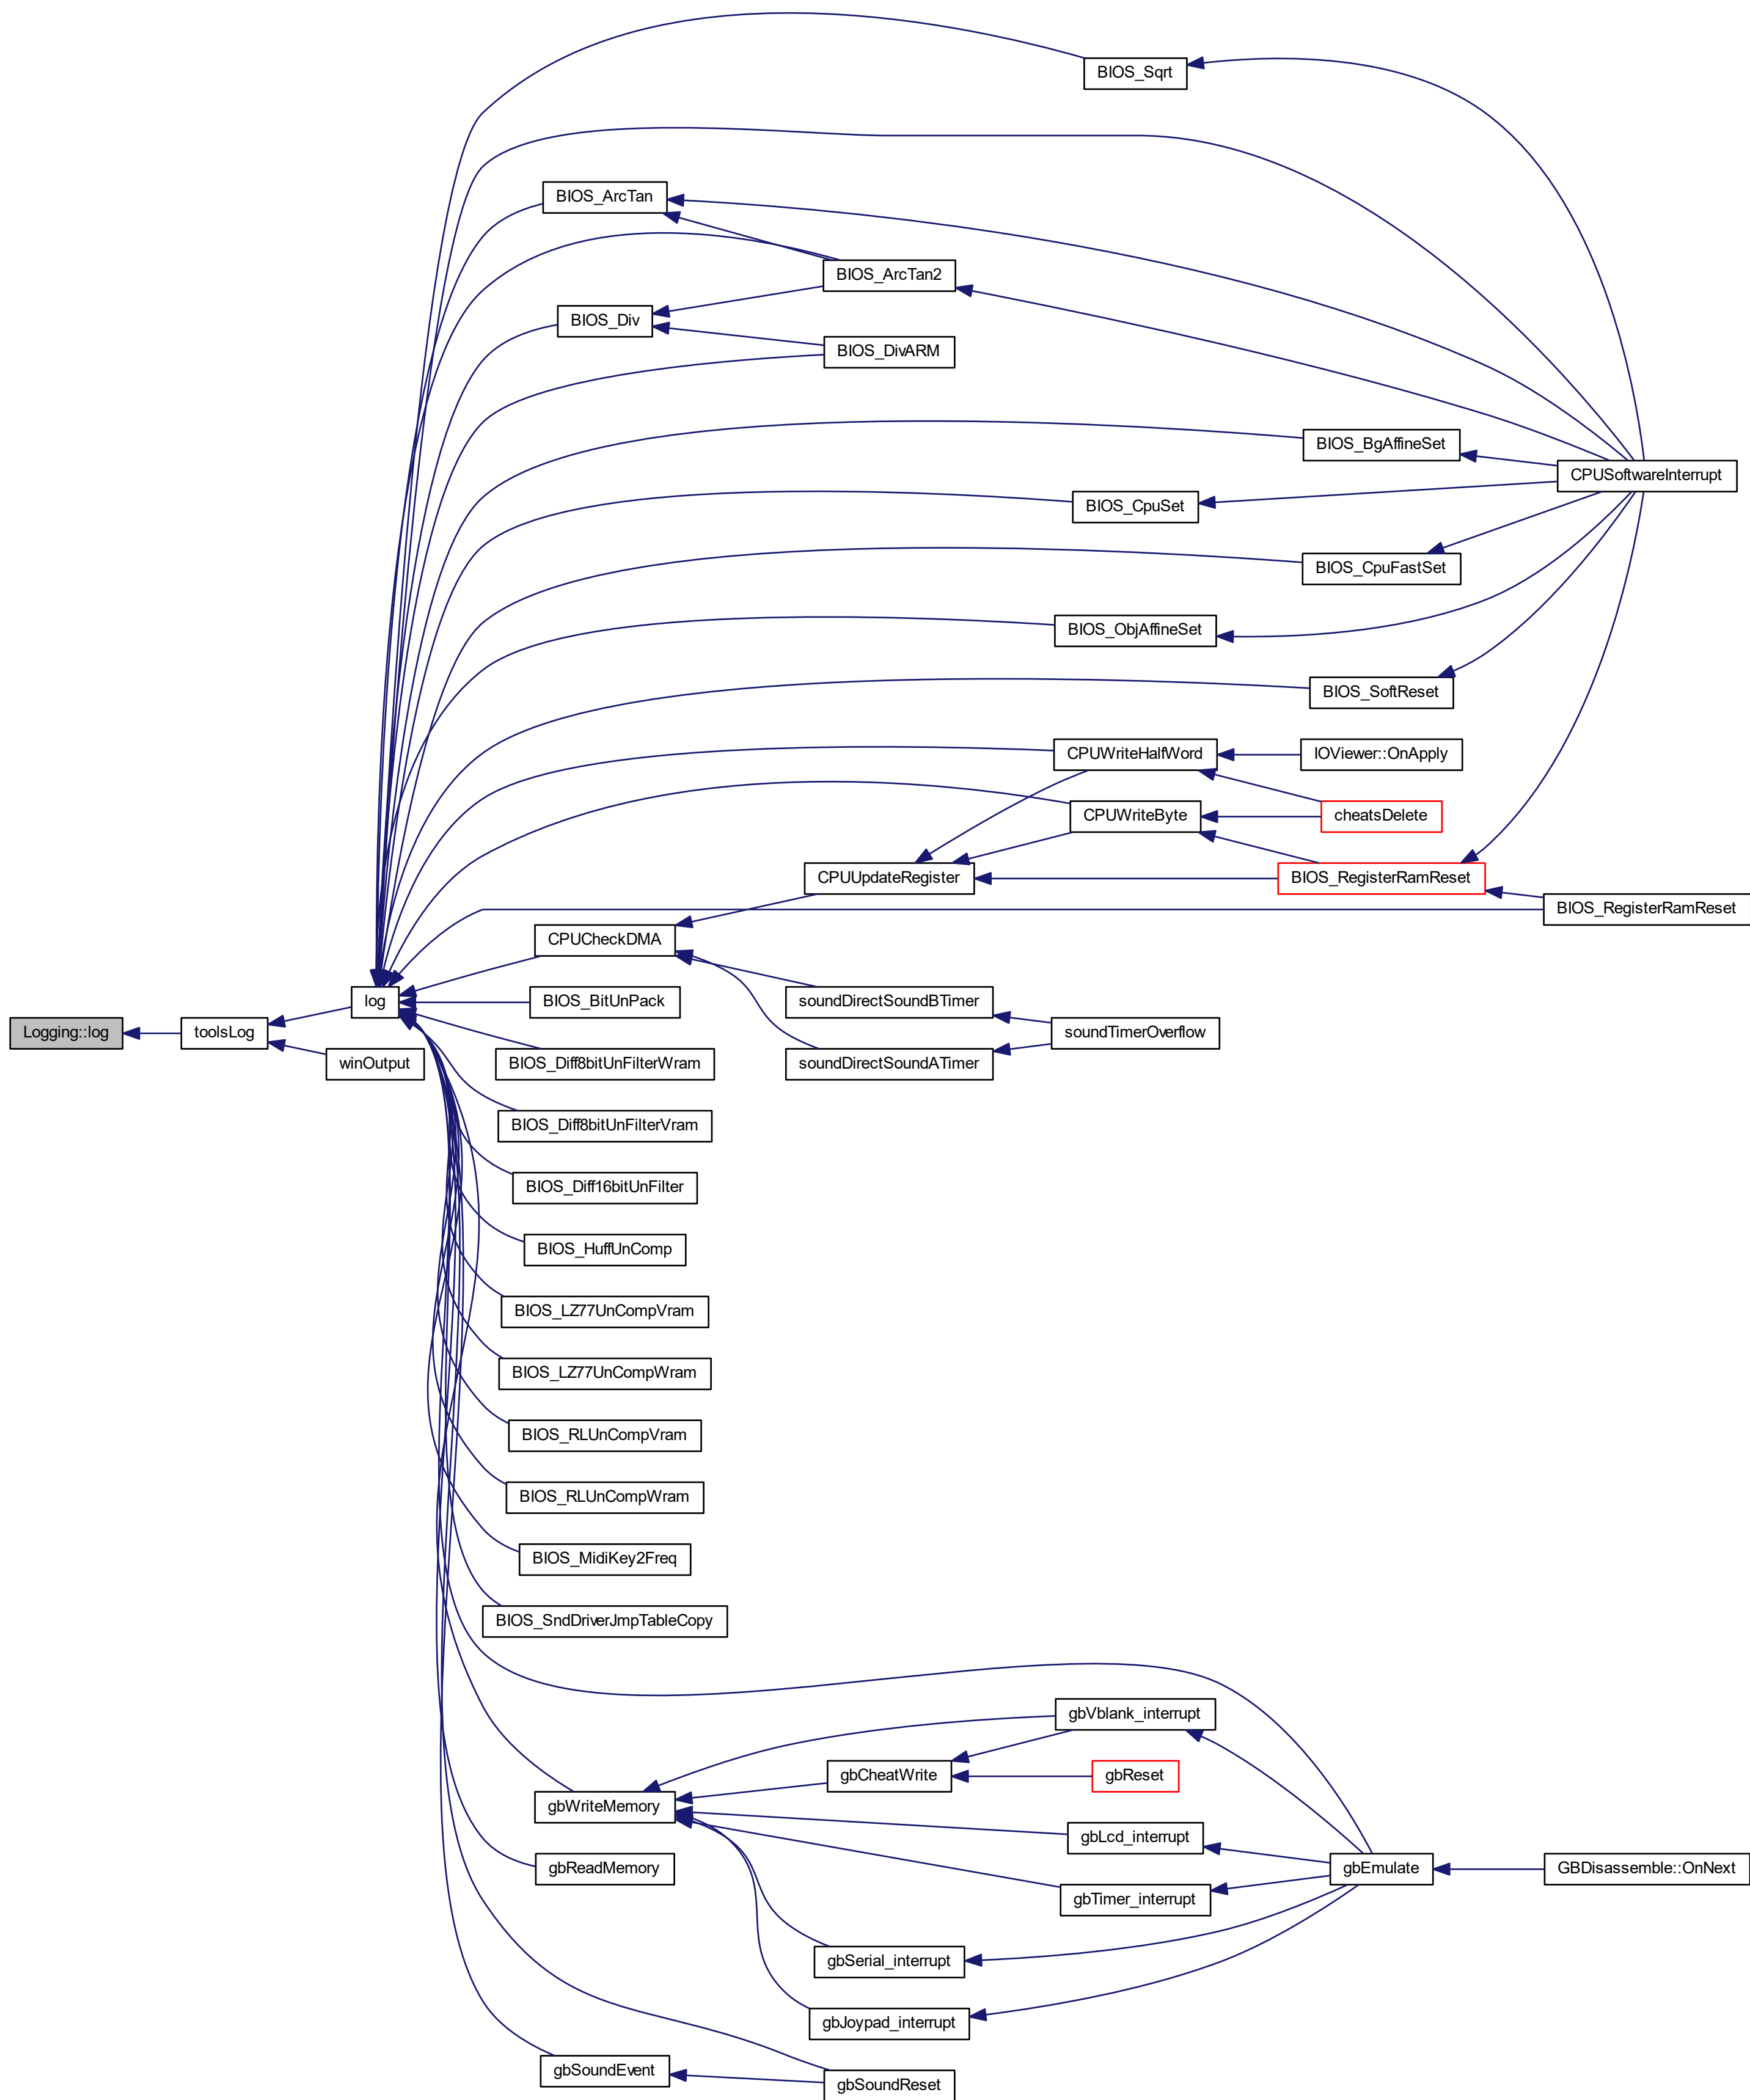 BIOS_Sqrt
BIOS_ArcTan
BIOS_ArcTan2
BIOS_Div
BIOS_DivARM
BIOS_BgAffineSet
CPUSoftwareInterrupt
BIOS_CpuSet
BIOS_CpuFastSet
BIOS_ObjAffineSet
BIOS_SoftReset
CPUWriteHalfWord
IOViewer::OnApply
CPUWriteByte
cheatsDelete
CPUUpdateRegister
BIOS_RegisterRamReset
BIOS_RegisterRamReset
CPUCheckDMA
log
BIOS_BitUnPack
soundDirectSoundBTimer
Logging::log
toolsLog
soundTimerOverflow
winOutput
BIOS_Diff8bitUnFilterWram
soundDirectSoundATimer
BIOS_Diff8bitUnFilterVram
BIOS_Diff16bitUnFilter
BIOS_HuffUnComp
BIOS_LZ77UnCompVram
BIOS_LZ77UnCompWram
BIOS_RLUnCompVram
BIOS_RLUnCompWram
BIOS_MidiKey2Freq
BIOS_SndDriverJmpTableCopy
gbVblank_interrupt
gbCheatWrite
gbReset
gbWriteMemory
gbLcd_interrupt
gbReadMemory
gbEmulate
GBDisassemble::OnNext
gbTimer_interrupt
gbSerial_interrupt
gbJoypad_interrupt
gbSoundEvent
gbSoundReset